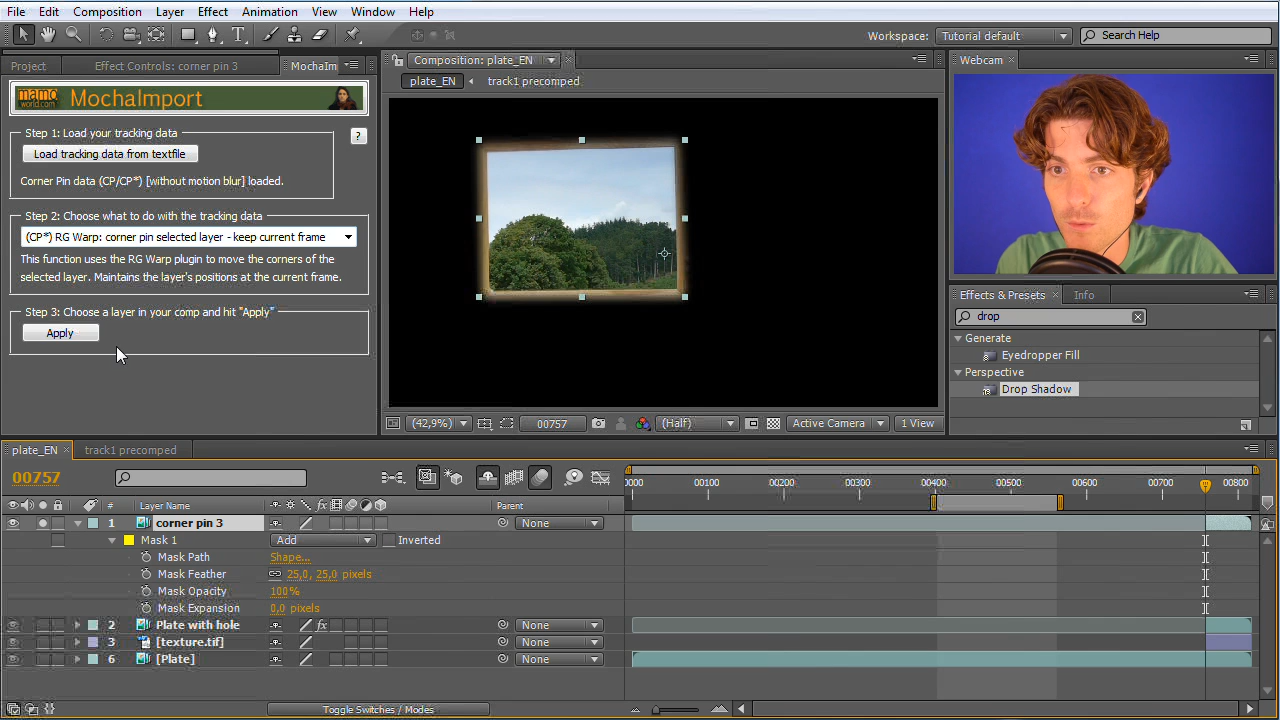 File Edit Composition Layer Effect Animation View Window Help
Workspace: Tutorial default Search Help
Project Effect Controls: corner pin 3 MochaIm
Composition: plate_EN
Webcam
plate_EN track1 precomped
mamo world.com MochaImport
Step 1: Load your tracking data
?
Load tracking data from textfile
Corner Pin data (CP/CP*) [without motion blur] loaded.
Step 2: Choose what to do with the tracking data
(CP*) RG Warp: corner pin selected layer - keep current frame
This function uses the RG Warp plugin to move the corners of
the selected layer. Maintains the layer's positions at the current frame.
Step 3: Choose a layer in your comp and hit "Apply"
Apply
Effects & Presets Info
drop
Generate
Eyedropper Fill
Perspective
Drop Shadow
(42,9%) 00757 (Half) Active Camera 1 View
plate_EN track1 precomped
00757
0000 00100 00200 00300 00400 00500 00600 00700 00800
# Layer Name Parent
1 corner pin 3 None
Mask 1 Add Inverted
Mask Path Shape...
Mask Feather 25,0, 25,0 pixels
Mask Opacity 100%
Mask Expansion 0,0 pixels
2 Plate with hole fx None
3 [texture.tif] None
6 [Plate] None
Toggle Switches / Modes